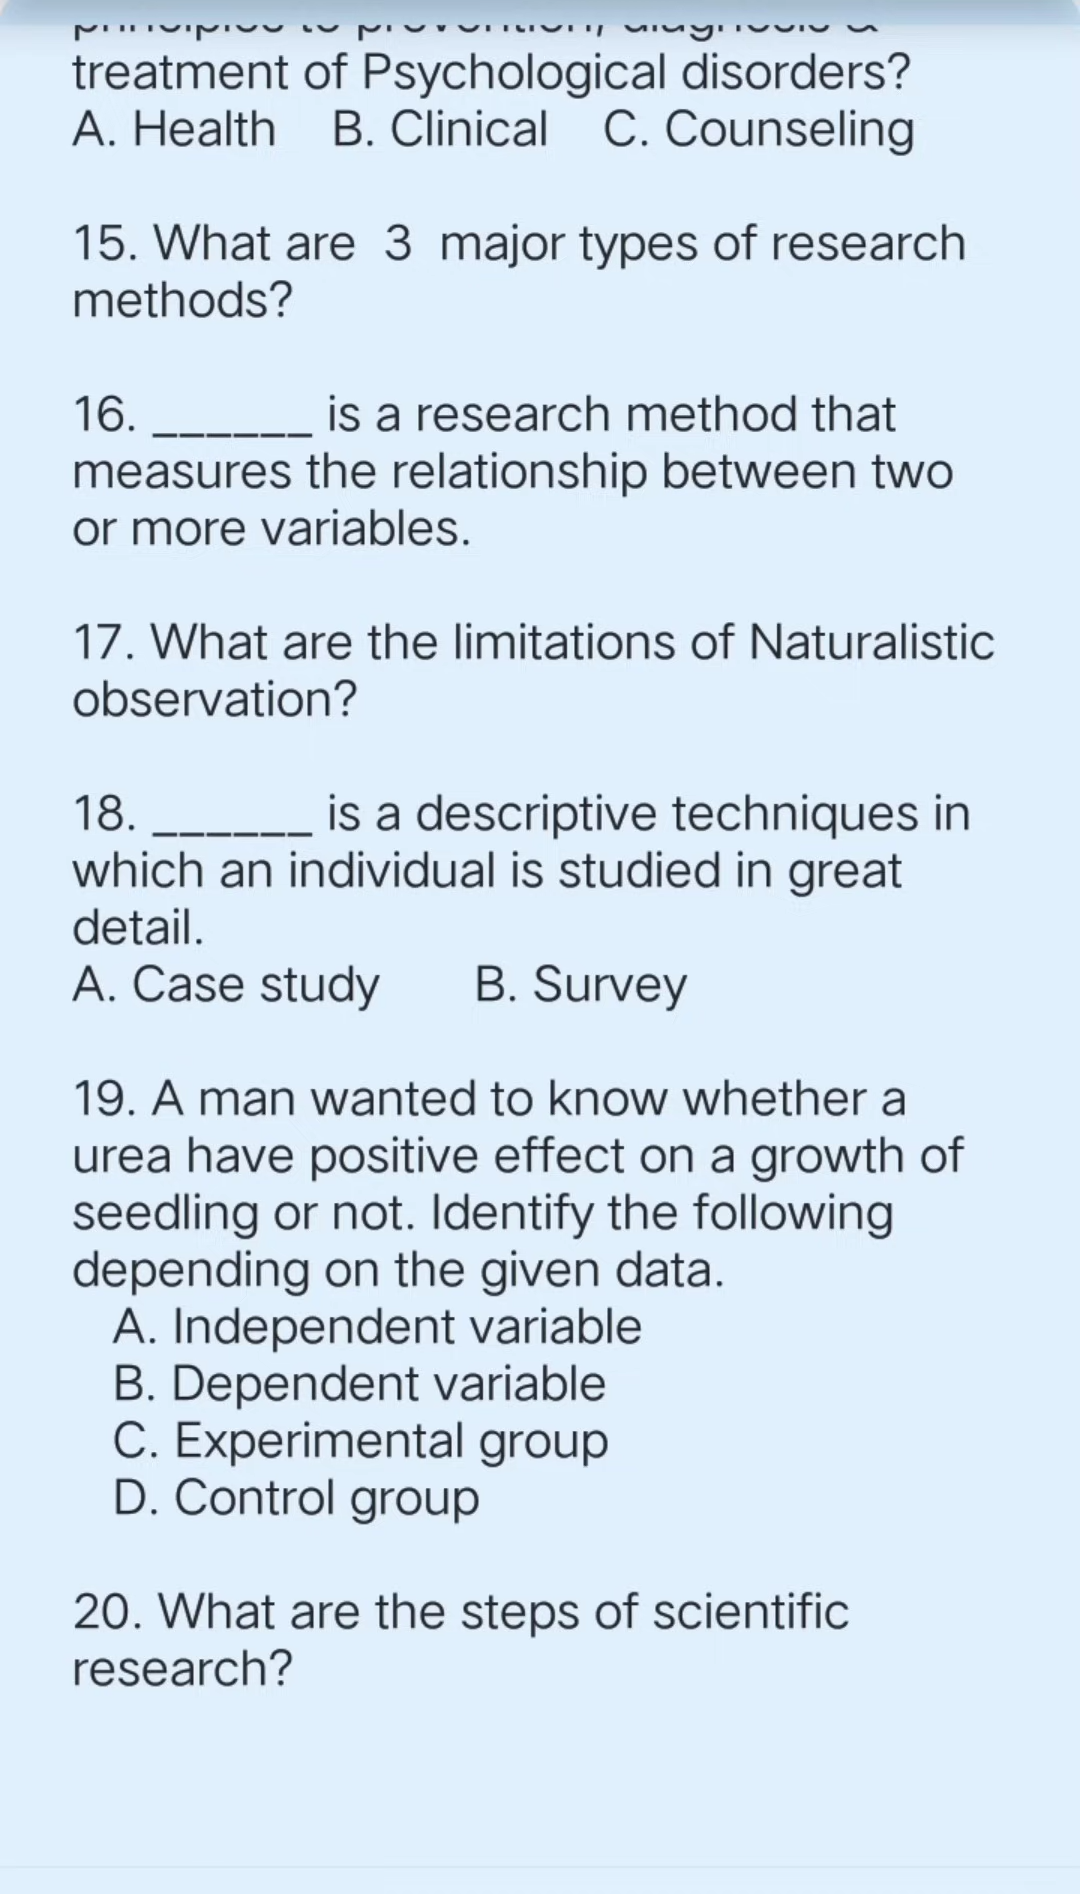 principles to prevention, diagnosis &
treatment of Psychological disorders?
A. Health B. Clinical C. Counseling
15. What are 3 major types of research
methods?
16. ______ is a research method that
measures the relationship between two
or more variables.
17. What are the limitations of Naturalistic
observation?
18. ______ is a descriptive techniques in
which an individual is studied in great
detail.
A. Case study B. Survey
19. A man wanted to know whether a
urea have positive effect on a growth of
seedling or not. Identify the following
depending on the given data.
A. Independent variable
B. Dependent variable
C. Experimental group
D. Control group
20. What are the steps of scientific
research?